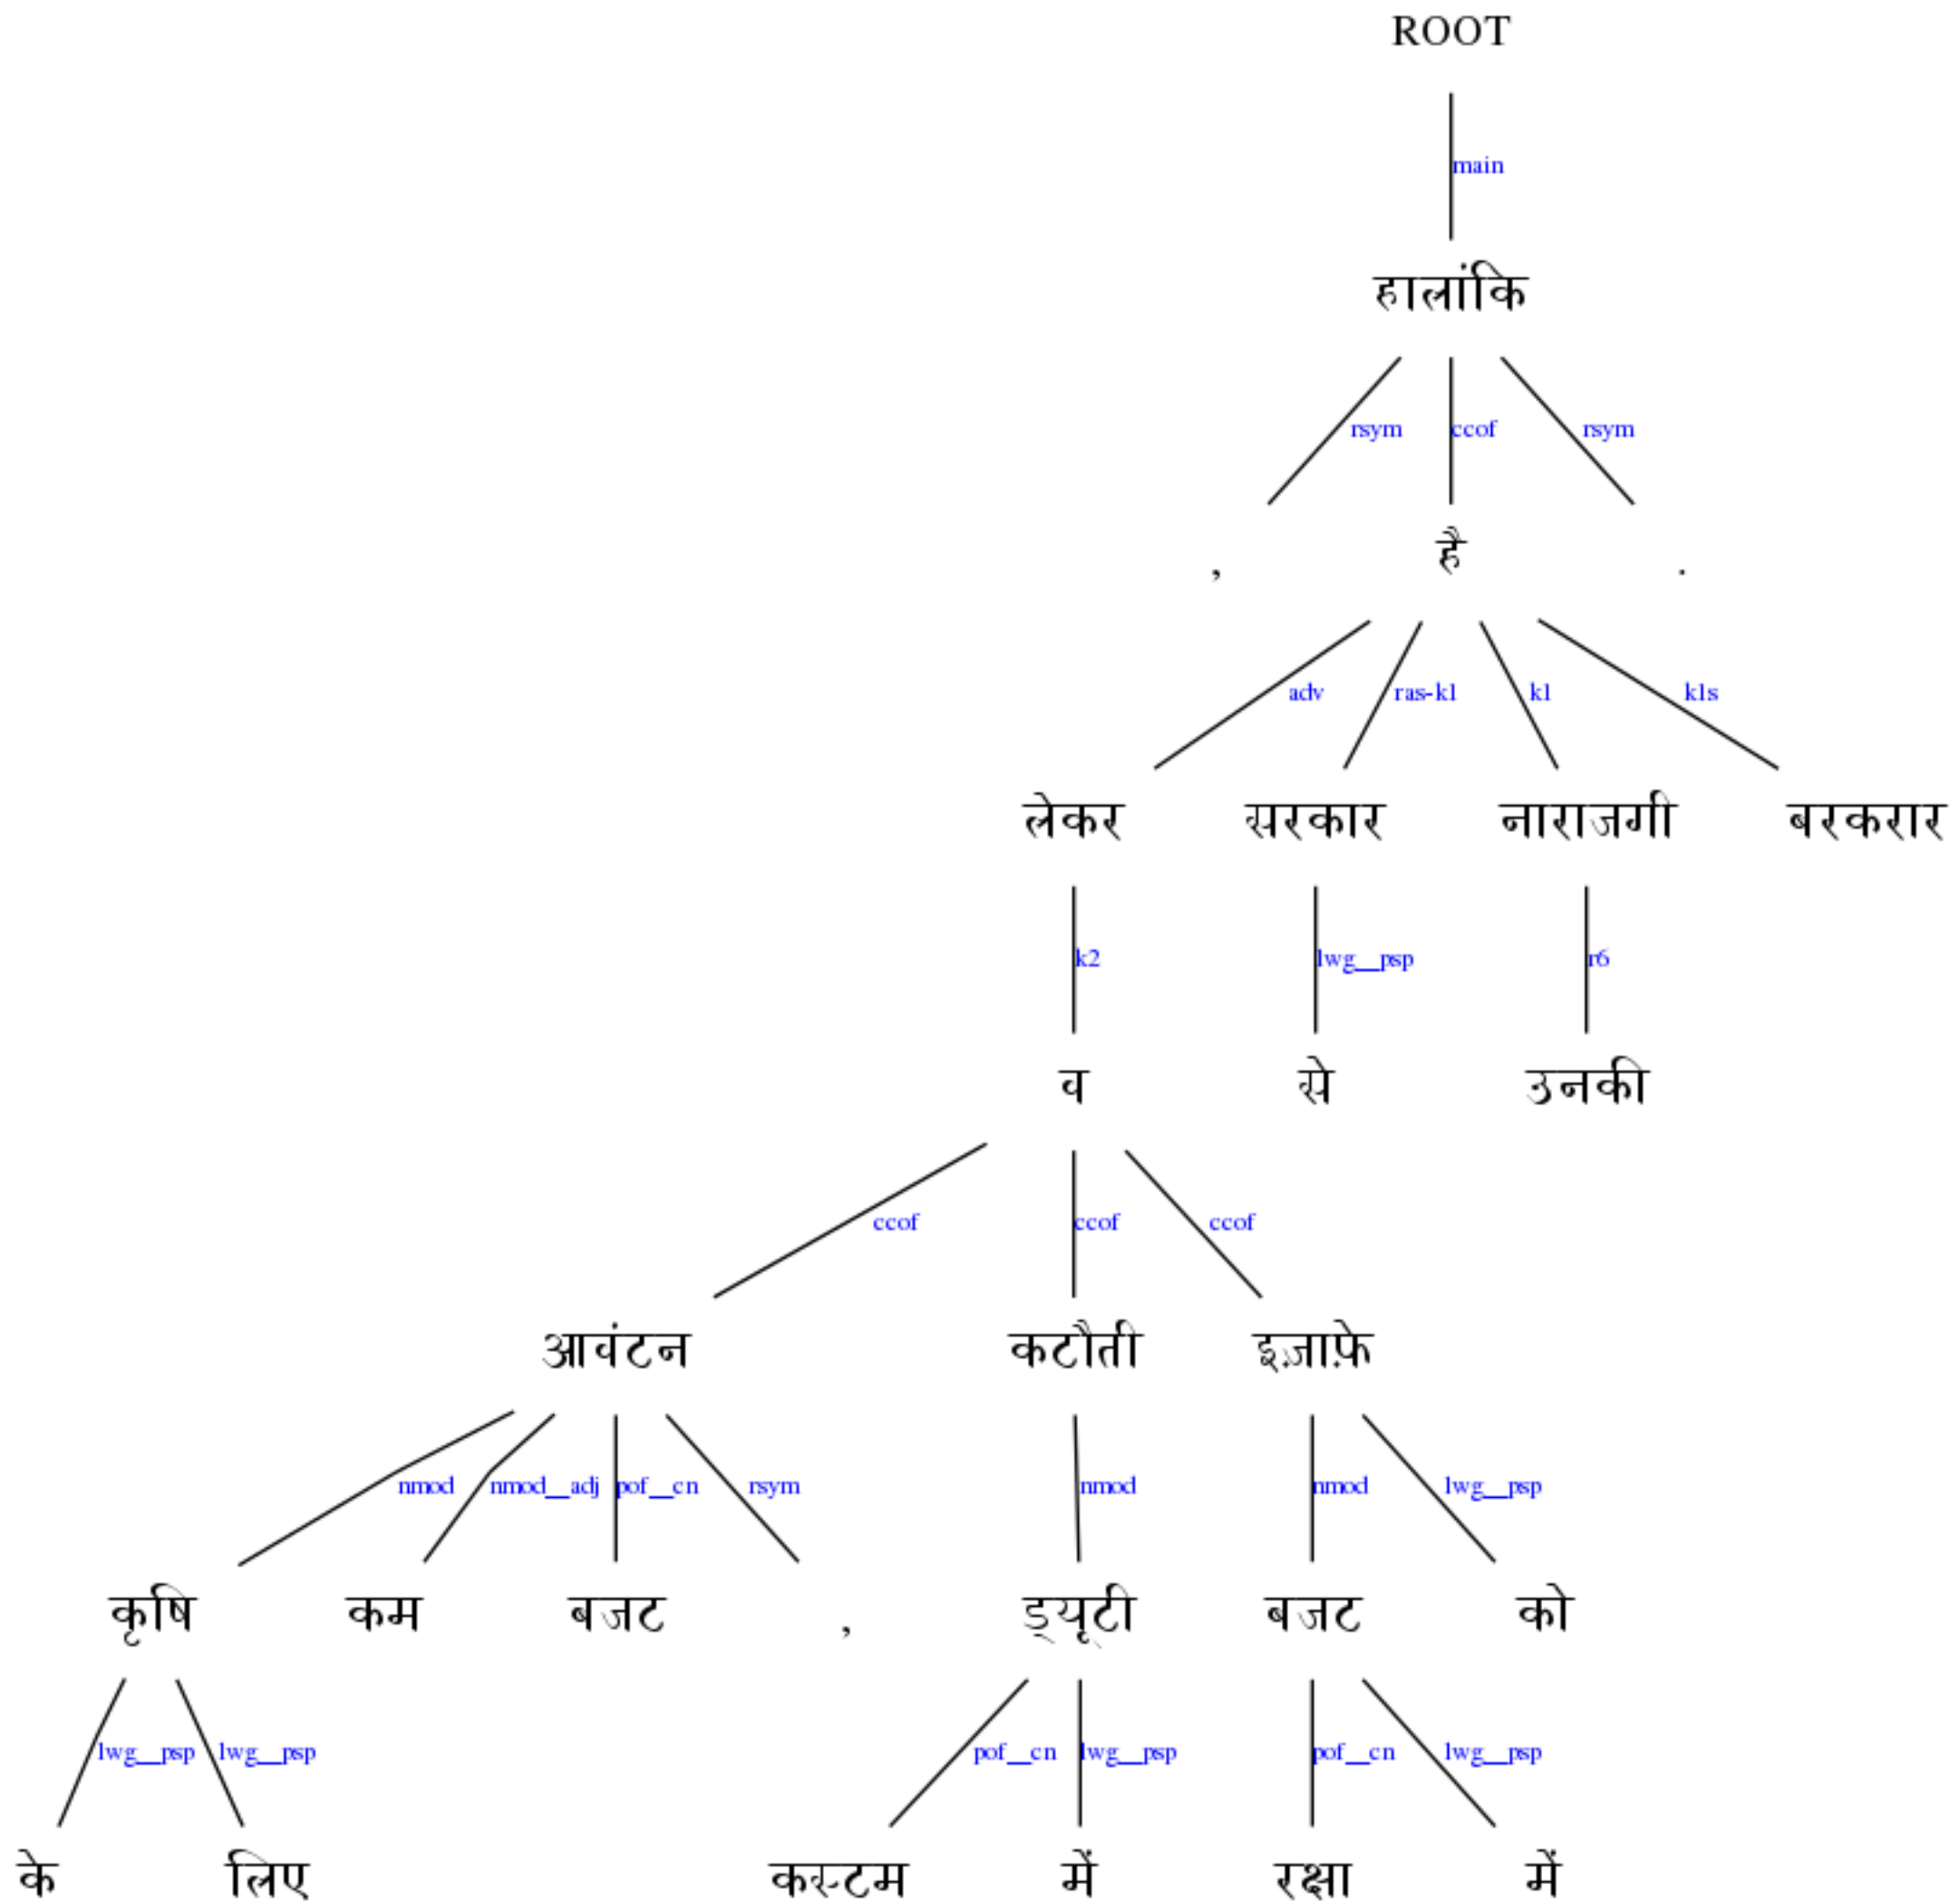 ROOT
main
हालांकि
rsym ccof rsym
, है .
adv ras-k1 k1 k1s
लेकर सरकार नाराजगी बरकरार
k2 lwg__psp r6
व से उनकी
ccof ccof ccof
आवंटन कटौती इज़ाफ़े
nmod nmod__adj pof__cn rsym nmod nmod lwg__psp
कृषि कम बजट , ड्यूटी बजट को
lwg__psp lwg__psp pof__cn lwg__psp pof__cn lwg__psp
के लिए कस्टम में रक्षा में